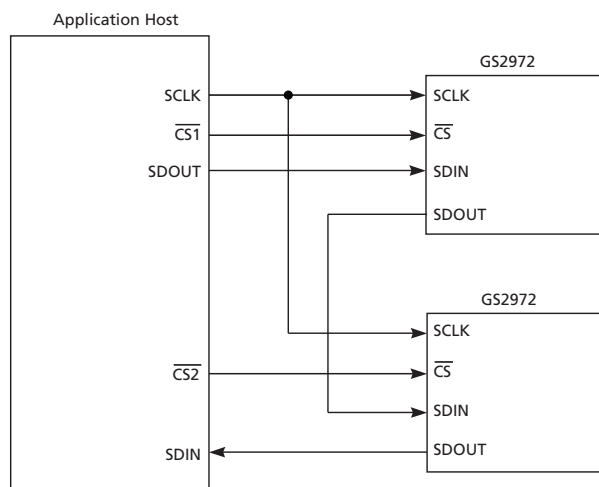 Application Host
SCLK
CS1
SDOUT
CS2
SDIN
GS2972
SCLK
CS
SDIN
SDOUT
GS2972
SCLK
CS
SDIN
SDOUT